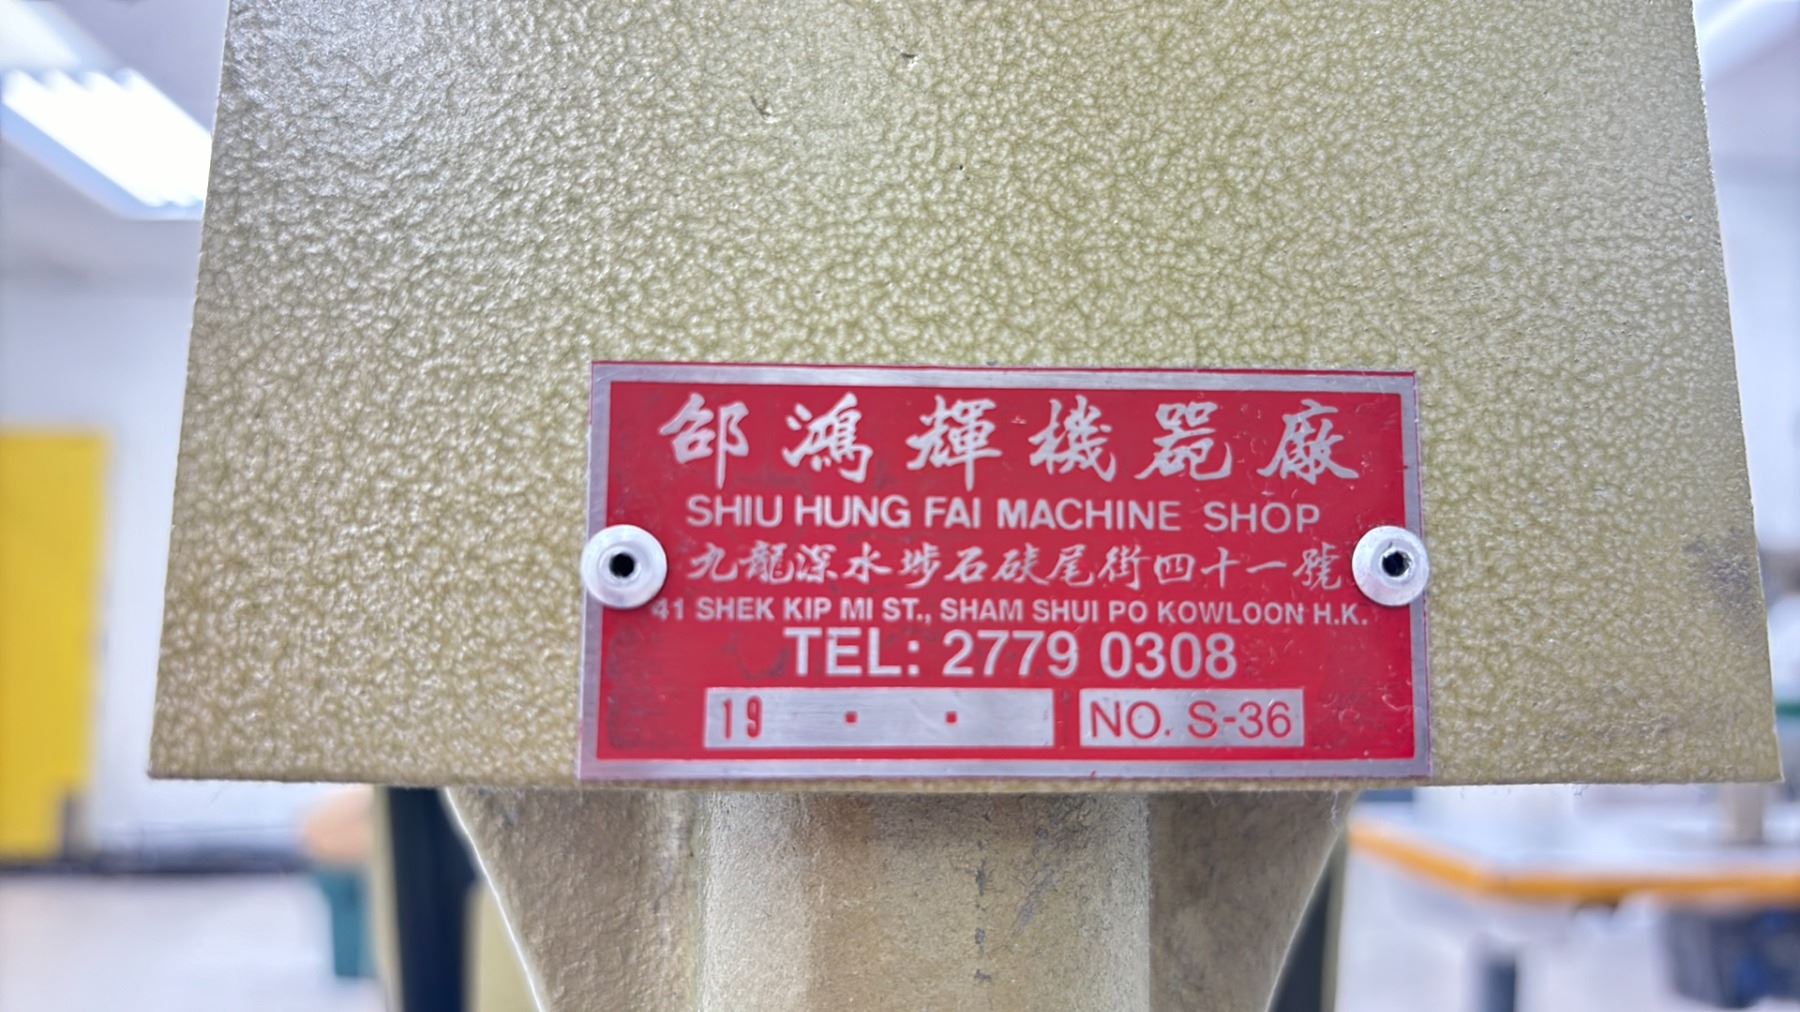 邵鴻輝機器廠
SHIU HUNG FAI MACHINE SHOP
九龍深水埗石硤尾街四十一號
41 SHEK KIP MI ST., SHAM SHUI PO KOWLOON H.K.
TEL: 2779 0308
19 . . NO. S-36